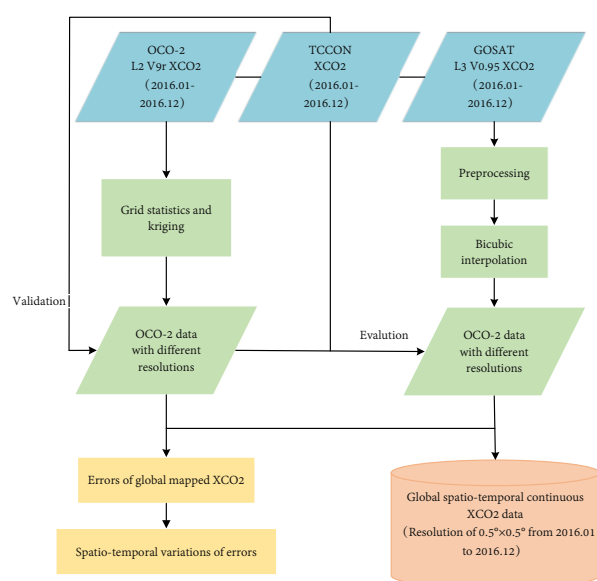 OCO-2
L2 V9r XCO2
(2016.01-
2016.12)
TCCON
XCO2
(2016.01-
2016.12)
GOSAT
L3 V0.95 XCO2
(2016.01-
2016.12)
Grid statistics and
kriging
Preprocessing
Bicubic
interpolation
Validation
OCO-2 data
with different
resolutions
Evalution
OCO-2 data
with different
resolutions
Errors of global mapped XCO2
Spatio-temporal variations of errors
Global spatio-temporal continuous
XCO2 data
(Resolution of 0.5°×0.5° from 2016.01
to 2016.12)